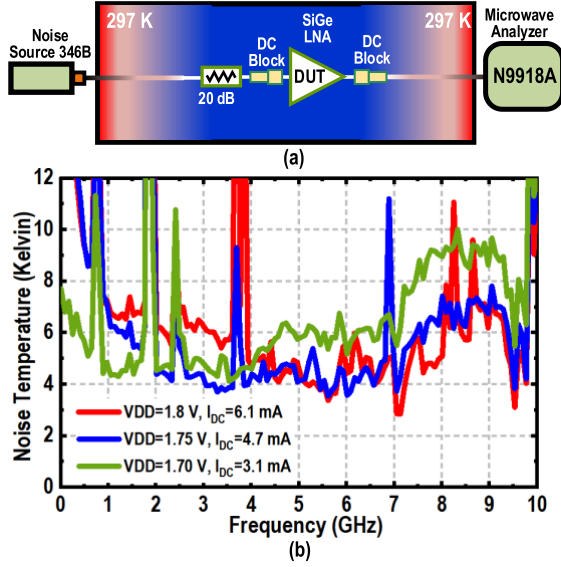 297 K
SiGe
LNA
297 K
Microwave
Analyzer
Noise
Source 346B
DC
Block
DC
Block
DUT
N9918A
20 dB
(a)
Noise Temperature (Kelvin)
12
10
8
6
4
2
0
VDD=1.8 V, IDC=6.1 mA
VDD=1.75 V, IDC=4.7 mA
VDD=1.70 V, IDC=3.1 mA
0 1 2 3 4 5 6 7 8 9 10
Frequency (GHz)
(b)